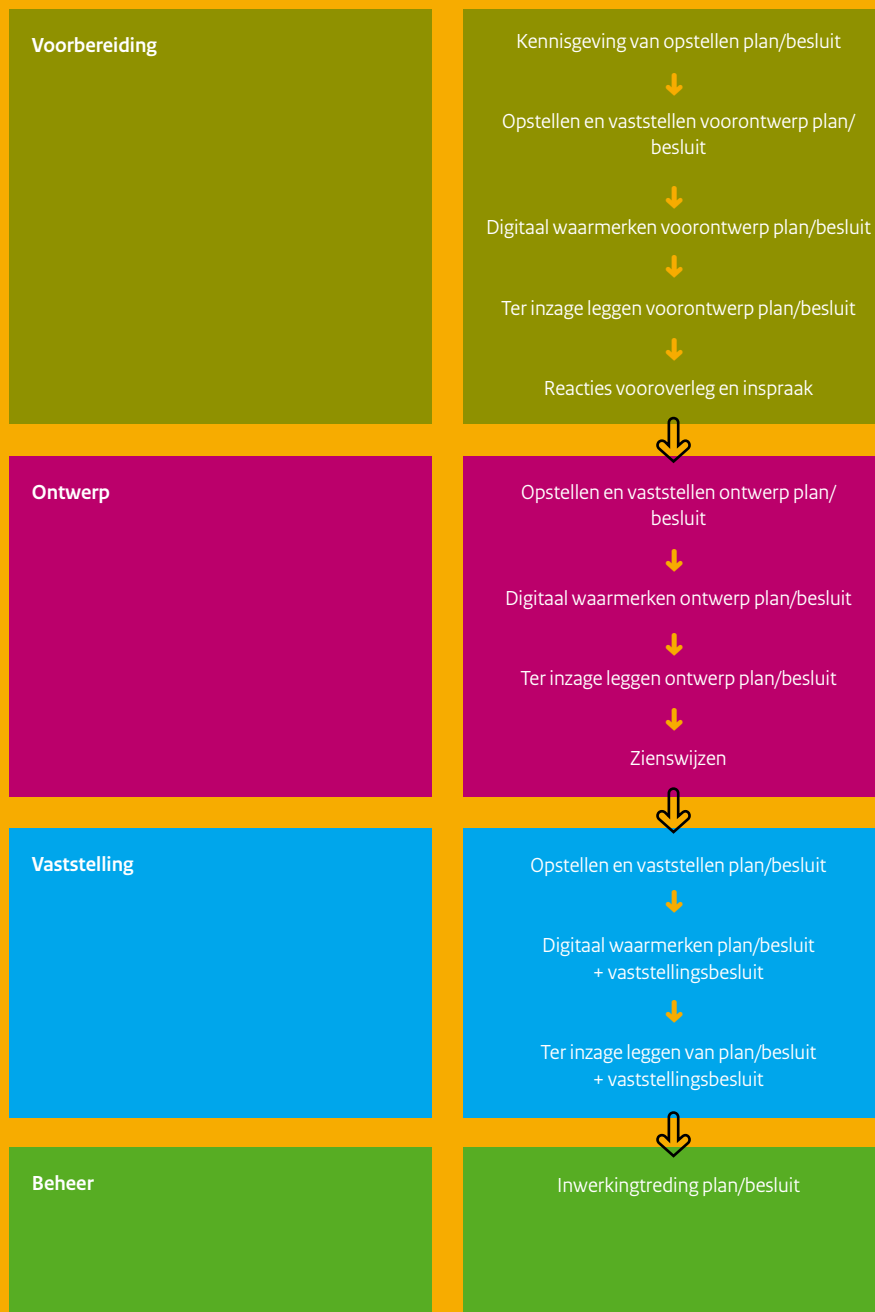 Voorbereiding
Kennisgeving van opstellen plan/besluit
Opstellen en vaststellen voorontwerp plan/
besluit
Digitaal waarmerken voorontwerp plan/besluit
Ter inzage leggen voorontwerp plan/besluit
Reacties vooroverleg en inspraak
Ontwerp
Opstellen en vaststellen ontwerp plan/
besluit
Digitaal waarmerken ontwerp plan/besluit
Ter inzage leggen ontwerp plan/besluit
Zienswijzen
Vaststelling
Opstellen en vaststellen plan/besluit
Digitaal waarmerken plan/besluit
+ vaststellingsbesluit
Ter inzage leggen van plan/besluit
+ vaststellingsbesluit
Beheer
Inwerkingtreding plan/besluit